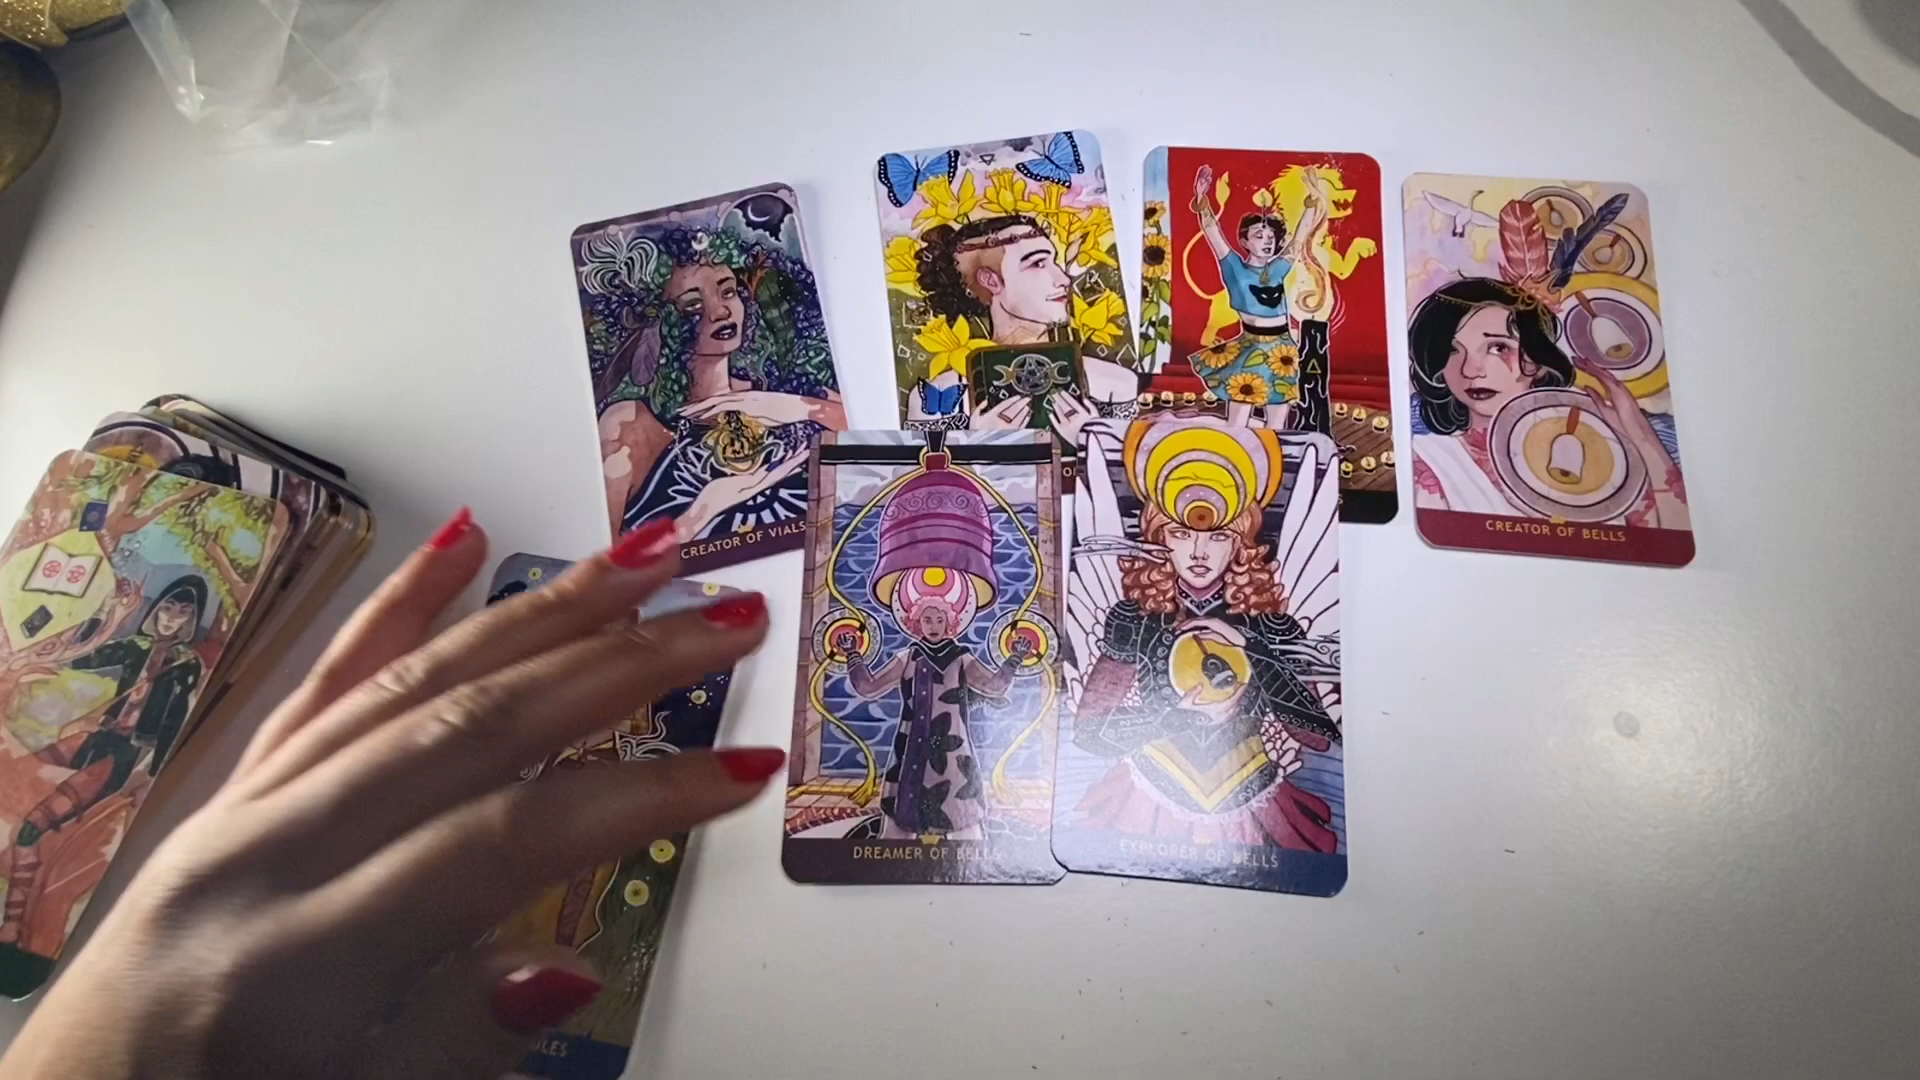 CREATOR OF VIALS
CREATOR OF BELLS
DREAMER OF BELLS
EXPLORER OF BELLS